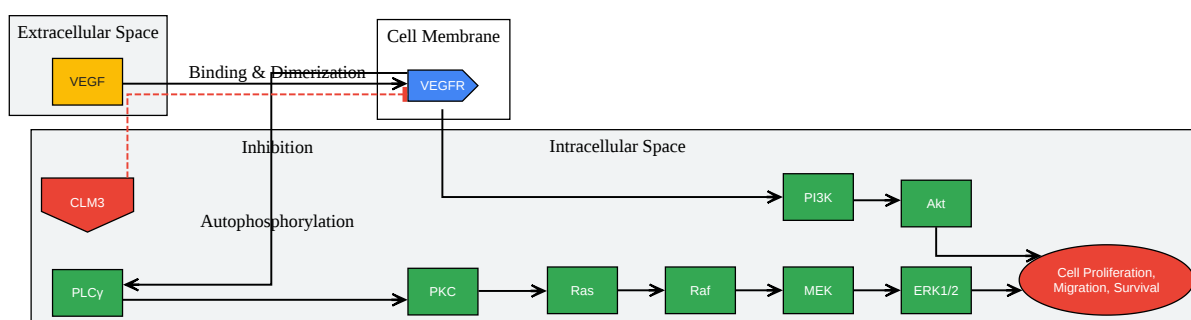 Extracellular Space
Cell Membrane
VEGF
Binding & Dimerization
VEGFR
Inhibition
Intracellular Space
CLM3
PI3K
Akt
Autophosphorylation
PLCγ
PKC
Ras
Raf
MEK
ERK1/2
Cell Proliferation,
Migration, Survival